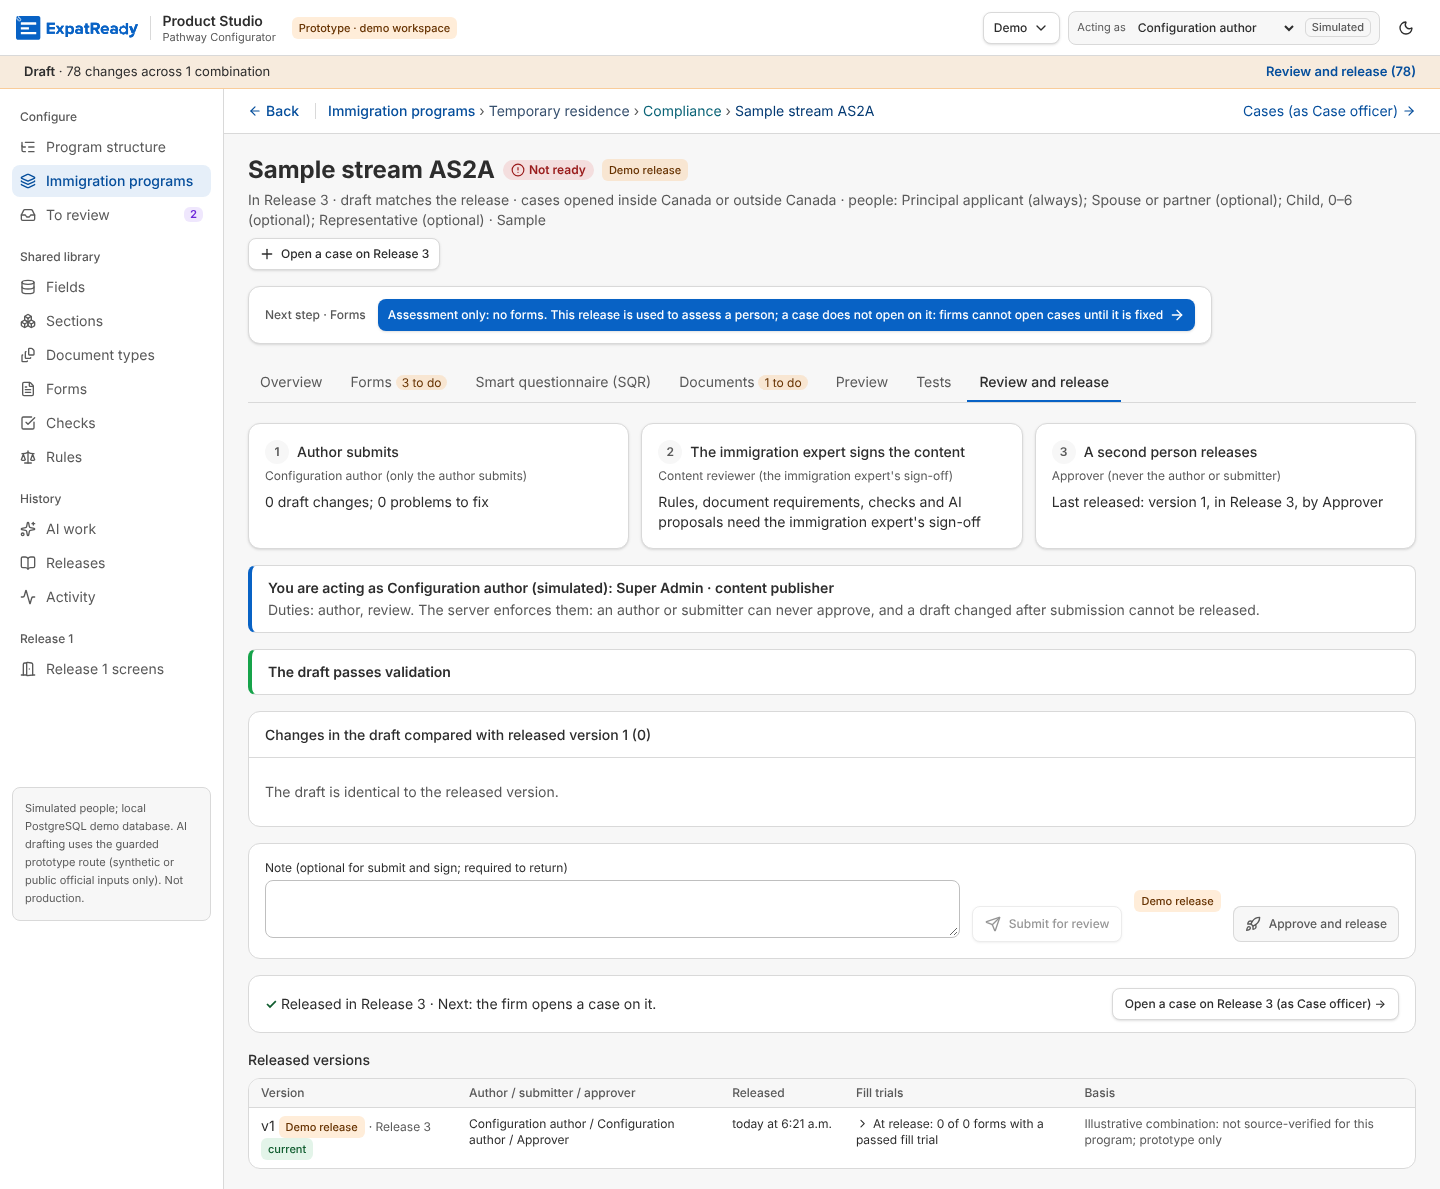 ExpatReady
Product Studio
Pathway Configurator
Prototype · demo workspace
Demo
Acting as Configuration author Simulated
Draft · 78 changes across 1 combination
Review and release (78)
Configure
Program structure
Immigration programs
To review 2
Shared library
Fields
Sections
Document types
Forms
Checks
Rules
History
AI work
Releases
Activity
Release 1
Release 1 screens
Simulated people; local
PostgreSQL demo database. AI
drafting uses the guarded
prototype route (synthetic or
public official inputs only). Not
production.
← Back
Immigration programs › Temporary residence › Compliance › Sample stream AS2A
Cases (as Case officer) →
Sample stream AS2A Not ready Demo release
In Release 3 · draft matches the release · cases opened inside Canada or outside Canada · people: Principal applicant (always); Spouse or partner (optional); Child, 0–6
(optional); Representative (optional) · Sample
+ Open a case on Release 3
Next step · Forms Assessment only: no forms. This release is used to assess a person; a case does not open on it: firms cannot open cases until it is fixed →
Overview
Forms 3 to do
Smart questionnaire (SQR)
Documents 1 to do
Preview
Tests
Review and release
1 Author submits
Configuration author (only the author submits)
0 draft changes; 0 problems to fix
2 The immigration expert signs the content
Content reviewer (the immigration expert's sign-off)
Rules, document requirements, checks and AI
proposals need the immigration expert's sign-off
3 A second person releases
Approver (never the author or submitter)
Last released: version 1, in Release 3, by Approver
You are acting as Configuration author (simulated): Super Admin · content publisher
Duties: author, review. The server enforces them: an author or submitter can never approve, and a draft changed after submission cannot be released.
The draft passes validation
Changes in the draft compared with released version 1 (0)
The draft is identical to the released version.
Note (optional for submit and sign; required to return)
Submit for review
Demo release
Approve and release
✓ Released in Release 3 · Next: the firm opens a case on it.
Open a case on Release 3 (as Case officer) →
Released versions
Version
Author / submitter / approver
Released
Fill trials
Basis
v1 Demo release · Release 3
current
Configuration author / Configuration
author / Approver
today at 6:21 a.m.
› At release: 0 of 0 forms with a
passed fill trial
Illustrative combination: not source-verified for this
program; prototype only